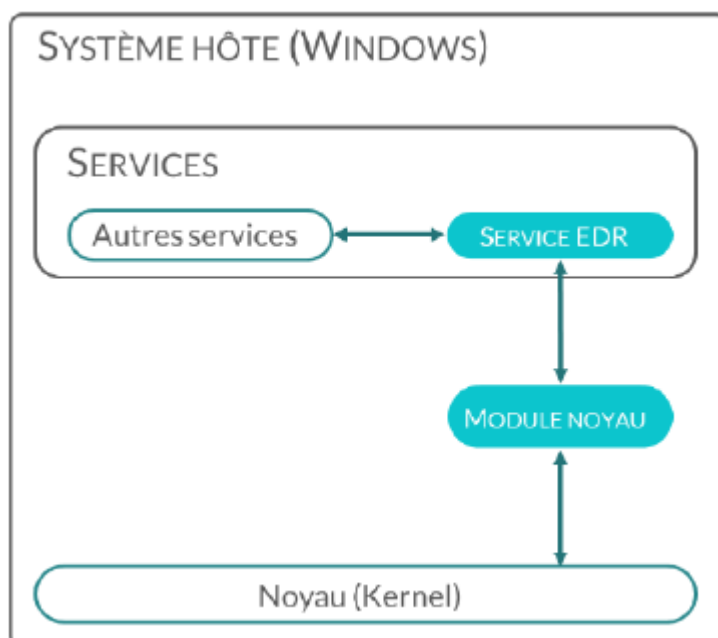 SYSTÈME HÔTE (WINDOWS)
SERVICES
Autres services
SERVICE EDR
MODULE NOYAU
Noyau (Kernel)